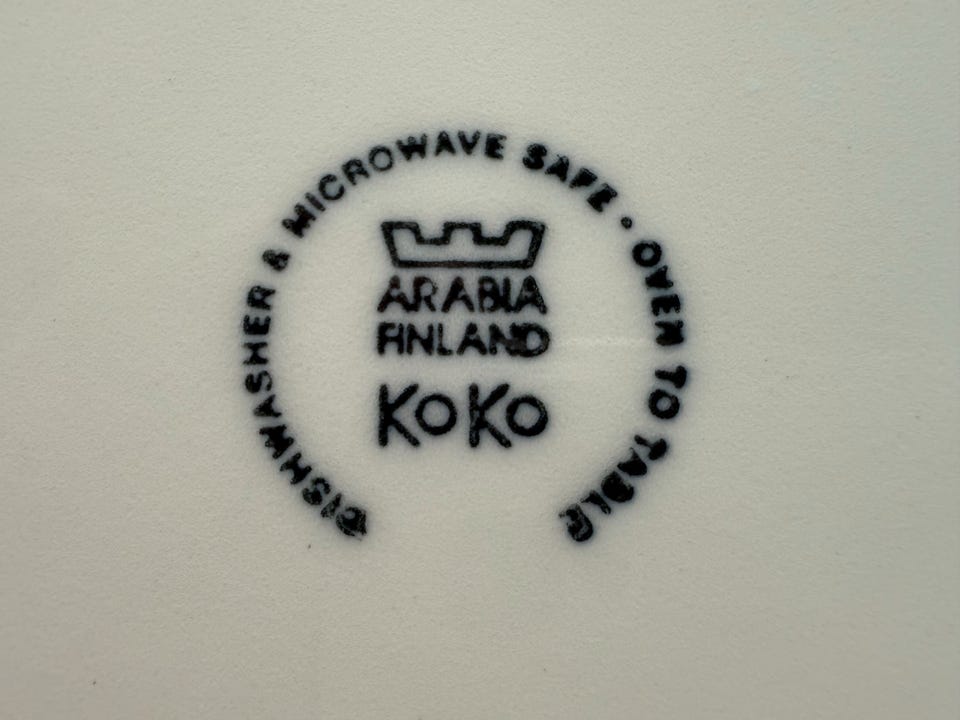 DISHWASHER & MICROWAVE SAFE · OVEN TO TABLE
ARABIA
FINLAND
KOKO